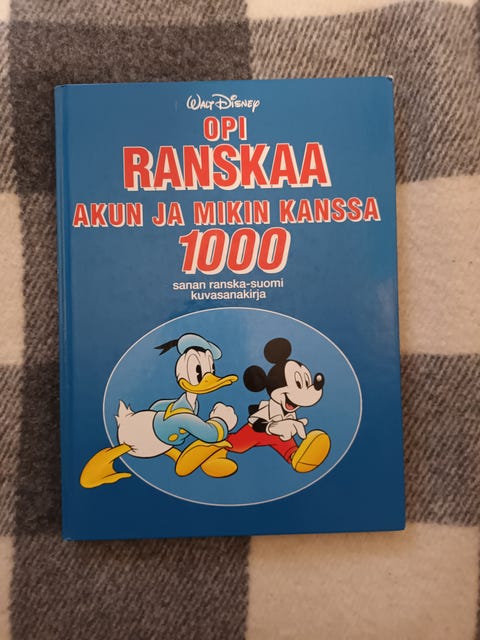 Walt Disney
OPI
RANSKAA
AKUN JA MIKIN KANSSA
1000
sanan ranska-suomi
kuvasanakirja